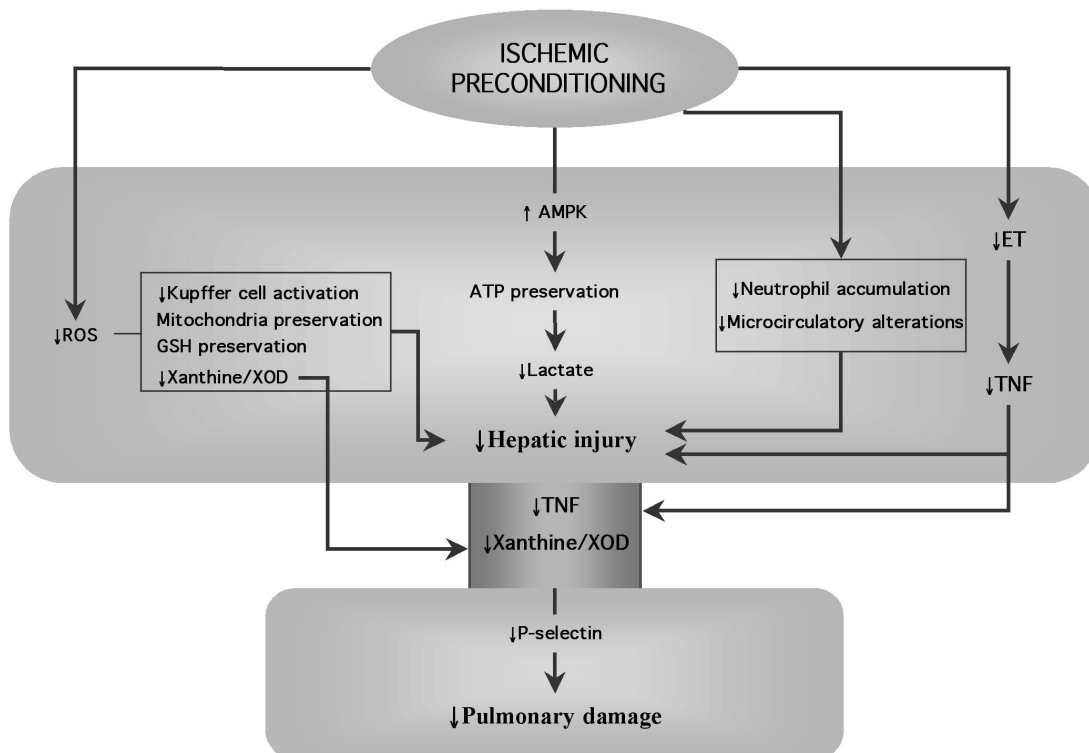 ISCHEMIC
PRECONDITIONING
↑ AMPK
↓ET
↓Kupffer cell activation
Mitochondria preservation
GSH preservation
↓Xanthine/XOD
↓ROS
ATP preservation
↓Neutrophil accumulation
↓Microcirculatory alterations
↓Lactate
↓TNF
↓Hepatic injury
↓TNF
↓Xanthine/XOD
↓P-selectin
↓Pulmonary damage